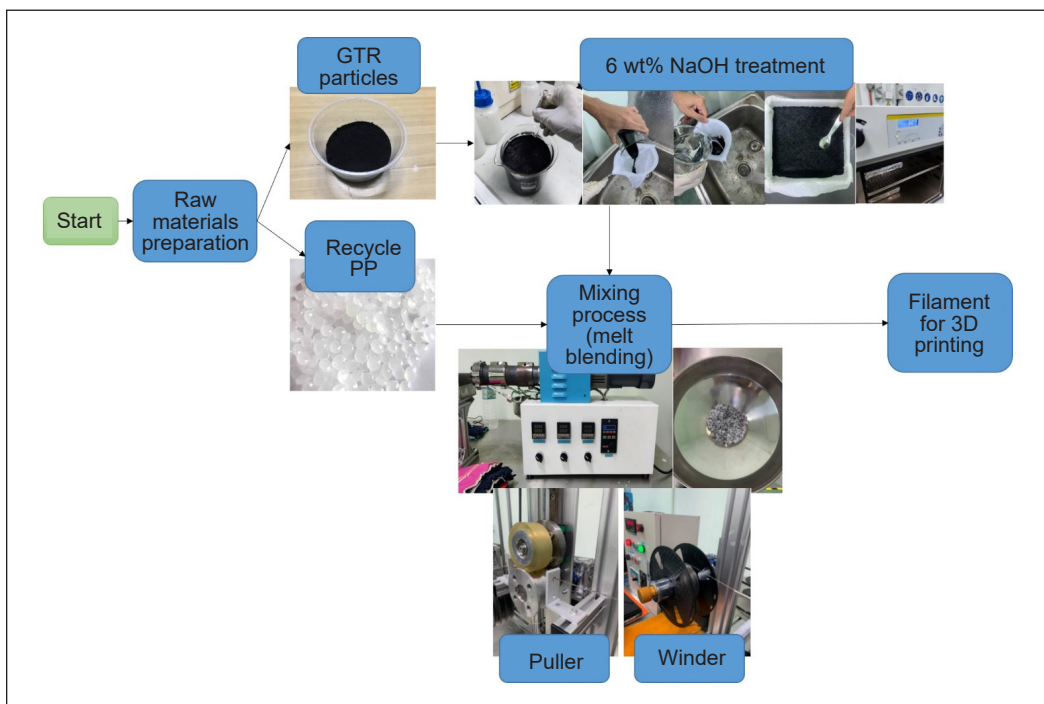 GTR
particles
6 wt% NaOH treatment
Start
Raw
materials
preparation
Recycle
PP
Mixing
process
(melt
blending)
Filament
for 3D
printing
Puller
Winder